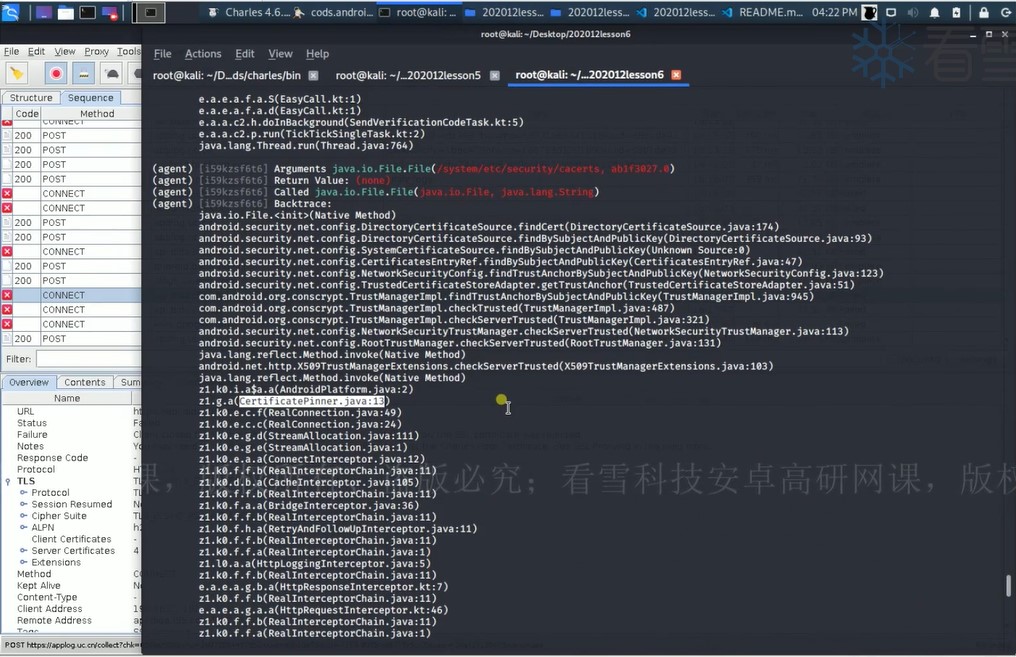 Charles 4.6....
cods.androi...
root@kali: ...
202012less...
202012less...
202012less...
README.m...
04:22 PM
root@kali: ~/Desktop/202012lesson6
File Edit View Proxy Tools
File Actions Edit View Help
root@kali: ~/D...ds/charles/bin
root@kali: ~/...202012lesson5
root@kali: ~/...202012lesson6
看雪
Structure Sequence
Code Method
CONNECT
200 POST
200 POST
200 POST
200 POST
CONNECT
CONNECT
200 POST
200 POST
CONNECT
200 POST
200 POST
CONNECT
CONNECT
CONNECT
200 POST
Filter:
Overview Contents Sum
Name
URL
Status
Failure
Notes
Response Code
Protocol
TLS
Protocol
Session Resumed
Cipher Suite
ALPN
Client Certificates
Server Certificates
Extensions
Method
Kept Alive
Content-Type
Client Address
Remote Address
POST https://applog.uc.cn/collect?chk=
e.a.e.a.f.a.S(EasyCall.kt:1)
e.a.e.a.f.a.d(EasyCall.kt:1)
e.a.a.c2.h.doInBackground(SendVerificationCodeTask.kt:5)
e.a.a.c2.p.run(TickTickSingleTask.kt:2)
java.lang.Thread.run(Thread.java:764)
(agent) [i59kzsf6t6] Arguments java.io.File.File(/system/etc/security/cacerts, ab1f3027.0)
(agent) [i59kzsf6t6] Return Value: (none)
(agent) [i59kzsf6t6] Called java.io.File.File(java.io.File, java.lang.String)
(agent) [i59kzsf6t6] Backtrace:
java.io.File.<init>(Native Method)
android.security.net.config.DirectoryCertificateSource.findCert(DirectoryCertificateSource.java:174)
android.security.net.config.DirectoryCertificateSource.findBySubjectAndPublicKey(DirectoryCertificateSource.java:93)
android.security.net.config.SystemCertificateSource.findBySubjectAndPublicKey(Unknown Source:0)
android.security.net.config.CertificatesEntryRef.findBySubjectAndPublicKey(CertificatesEntryRef.java:47)
android.security.net.config.NetworkSecurityConfig.findTrustAnchorBySubjectAndPublicKey(NetworkSecurityConfig.java:123)
android.security.net.config.TrustedCertificateStoreAdapter.getTrustAnchor(TrustedCertificateStoreAdapter.java:51)
com.android.org.conscrypt.TrustManagerImpl.findTrustAnchorBySubjectAndPublicKey(TrustManagerImpl.java:945)
com.android.org.conscrypt.TrustManagerImpl.checkTrusted(TrustManagerImpl.java:487)
com.android.org.conscrypt.TrustManagerImpl.checkServerTrusted(TrustManagerImpl.java:321)
android.security.net.config.NetworkSecurityTrustManager.checkServerTrusted(NetworkSecurityTrustManager.java:113)
android.security.net.config.RootTrustManager.checkServerTrusted(RootTrustManager.java:131)
java.lang.reflect.Method.invoke(Native Method)
android.net.http.X509TrustManagerExtensions.checkServerTrusted(X509TrustManagerExtensions.java:103)
java.lang.reflect.Method.invoke(Native Method)
z1.k0.i.a$a.a(AndroidPlatform.java:2)
z1.g.a(CertificatePinner.java:13)
z1.k0.e.c.f(RealConnection.java:49)
z1.k0.e.c.c(RealConnection.java:24)
z1.k0.e.g.d(StreamAllocation.java:111)
z1.k0.e.g.e(StreamAllocation.java:1)
z1.k0.e.a.a(ConnectInterceptor.java:12)
z1.k0.f.f.b(RealInterceptorChain.java:11)
z1.k0.d.b.a(CacheInterceptor.java:105)
z1.k0.f.f.b(RealInterceptorChain.java:11)
z1.k0.f.a.a(BridgeInterceptor.java:36)
z1.k0.f.f.b(RealInterceptorChain.java:11)
z1.k0.f.h.a(RetryAndFollowUpInterceptor.java:11)
z1.k0.f.f.b(RealInterceptorChain.java:11)
z1.k0.f.f.a(RealInterceptorChain.java:1)
z1.l0.a.a(HttpLoggingInterceptor.java:5)
z1.k0.f.f.b(RealInterceptorChain.java:11)
e.a.e.a.g.b.a(HttpResponseInterceptor.kt:7)
z1.k0.f.f.b(RealInterceptorChain.java:11)
e.a.e.a.g.a.a(HttpRequestInterceptor.kt:46)
z1.k0.f.f.b(RealInterceptorChain.java:11)
z1.k0.f.f.a(RealInterceptorChain.java:1)
课， 版必究；看雪科技安卓高研网课，版权